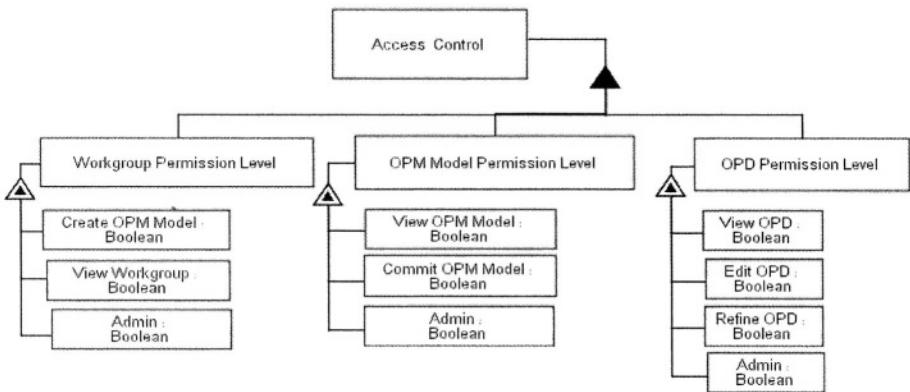 Access Control
Workgroup Permission Level
OPM Model Permission Level
OPD Permission Level
Create OPM Model :
Boolean
View Workgroup :
Boolean
Admin :
Boolean
View OPM Model :
Boolean
Commit OPM Model :
Boolean
Admin :
Boolean
View OPD :
Boolean
Edit OPD :
Boolean
Refine OPD :
Boolean
Admin :
Boolean